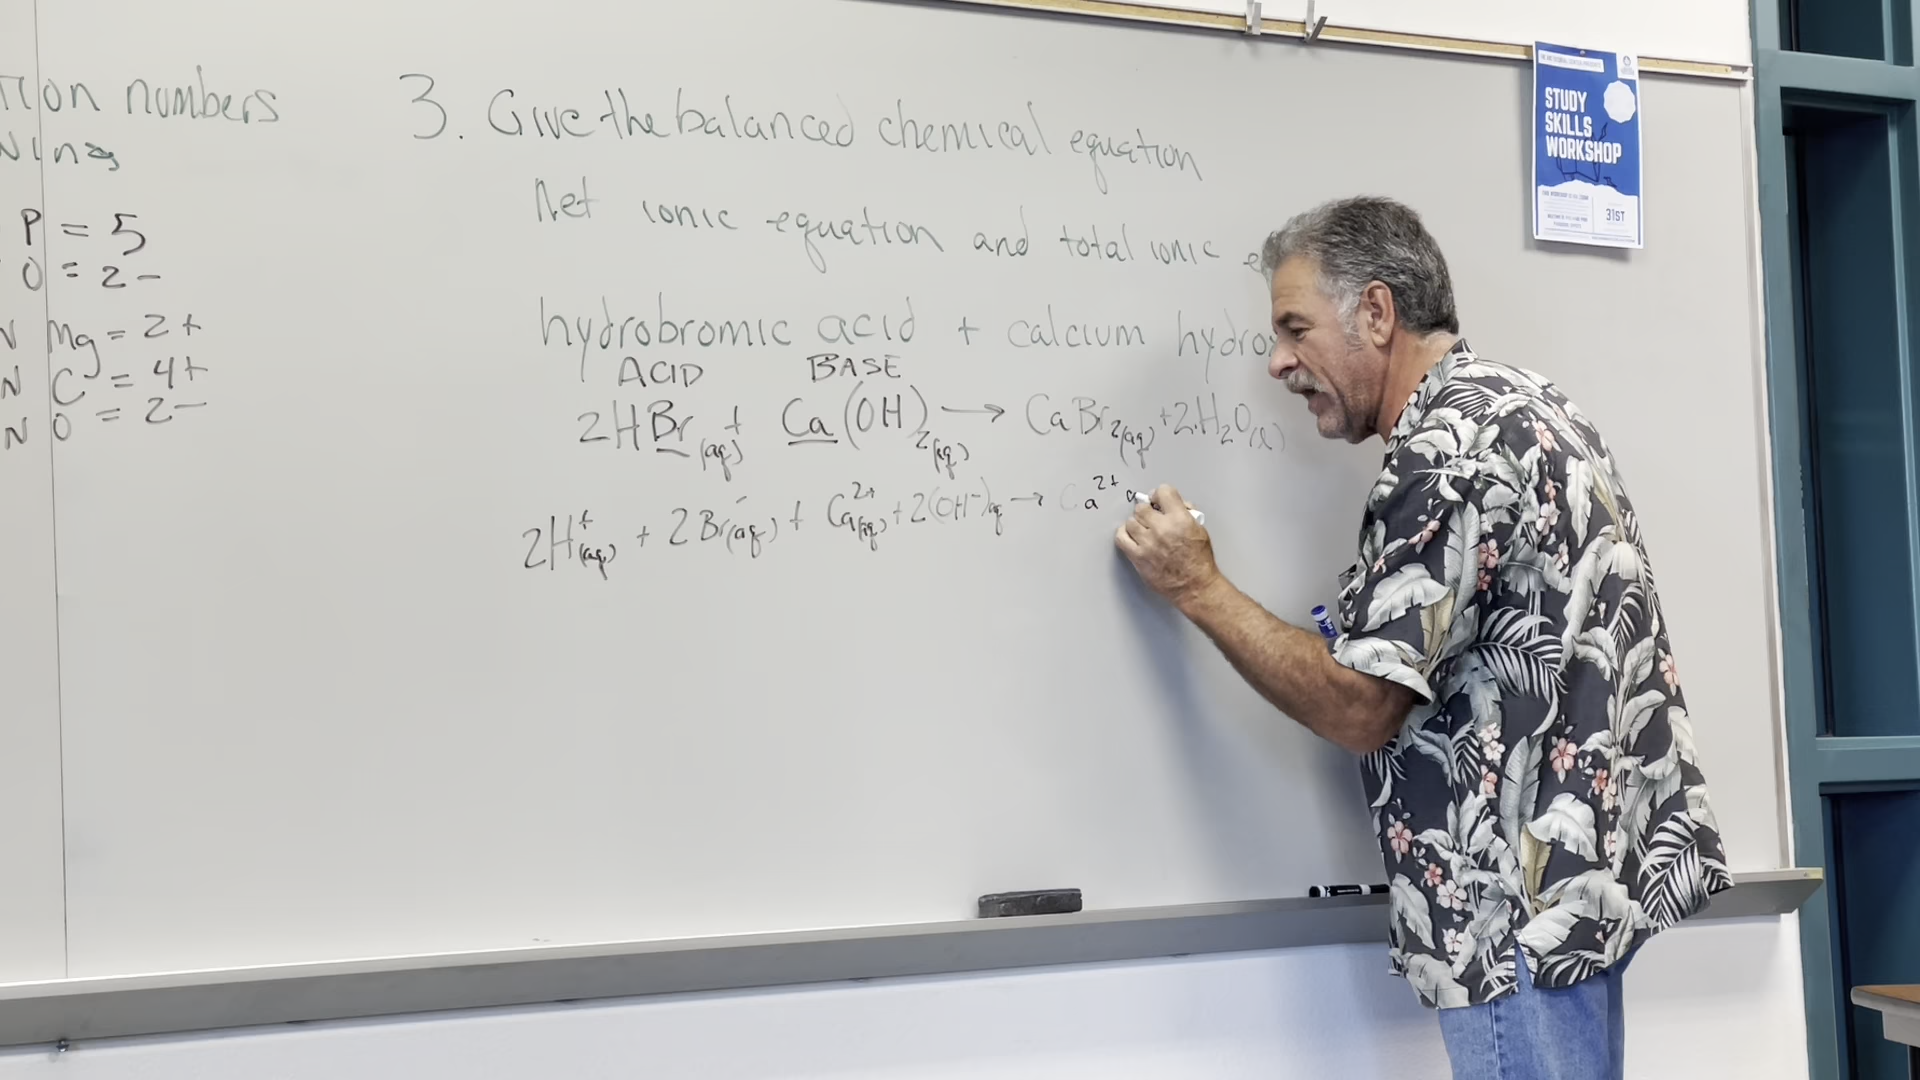 numbers
P = 5
O = 2-
Mg = 2+
N C = 4+
N O = 2-
3. Give the balanced chemical equation
Net ionic equation and total ionic
hydrobromic acid + calcium
ACID BASE
2HBr(aq) + Ca(OH)2(aq) → CaBr2(aq) + 2H2O(l)
2H+(aq) + 2Br-(aq) + Ca2+(aq) + 2(OH-)aq → Ca2+
STUDY
SKILLS
WORKSHOP
31ST